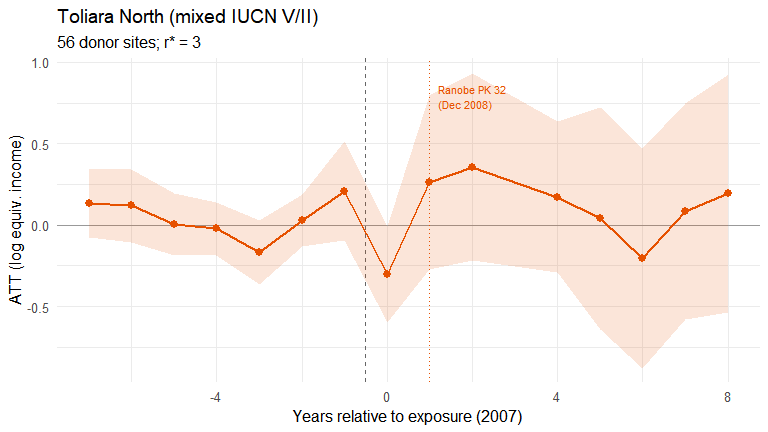 Toliara North (mixed IUCN V/II)
56 donor sites; r* = 3
1.0
0.5
0.0
-0.5
ATT (log equiv. income)
Ranobe PK 32
(Dec 2008)
-4
0
4
8
Years relative to exposure (2007)